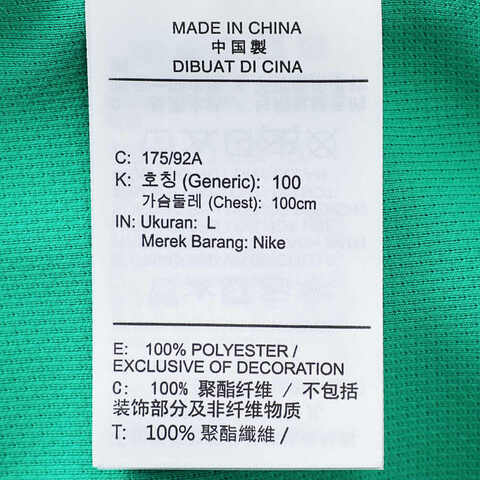 MADE IN CHINA
中国製
DIBUAT DI CINA
C: 175/92A
K: 호칭 (Generic): 100
가슴둘레 (Chest): 100cm
IN: Ukuran: L
Merek Barang: Nike
E: 100% POLYESTER /
EXCLUSIVE OF DECORATION
C: 100% 聚酯纤维 / 不包括
装饰部分及非纤维物质
T: 100% 聚酯纖維 /